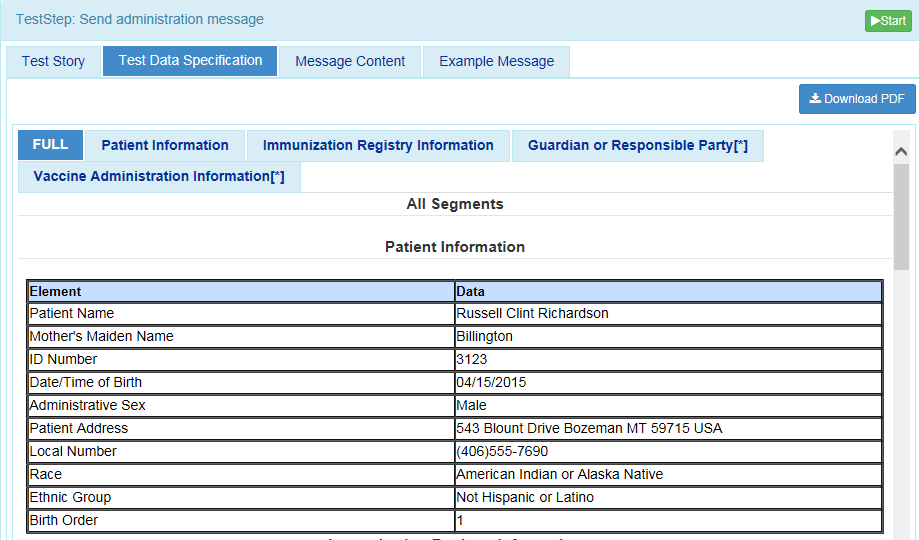 TestStep: Send administration message
Start
Test Story Test Data Specification Message Content Example Message
Download PDF
FULL Patient Information Immunization Registry Information Guardian or Responsible Party[*]
Vaccine Administration Information[*]
All Segments
Patient Information
Element Data
Patient Name Russell Clint Richardson
Mother's Maiden Name Billington
ID Number 3123
Date/Time of Birth 04/15/2015
Administrative Sex Male
Patient Address 543 Blount Drive Bozeman MT 59715 USA
Local Number (406)555-7690
Race American Indian or Alaska Native
Ethnic Group Not Hispanic or Latino
Birth Order 1